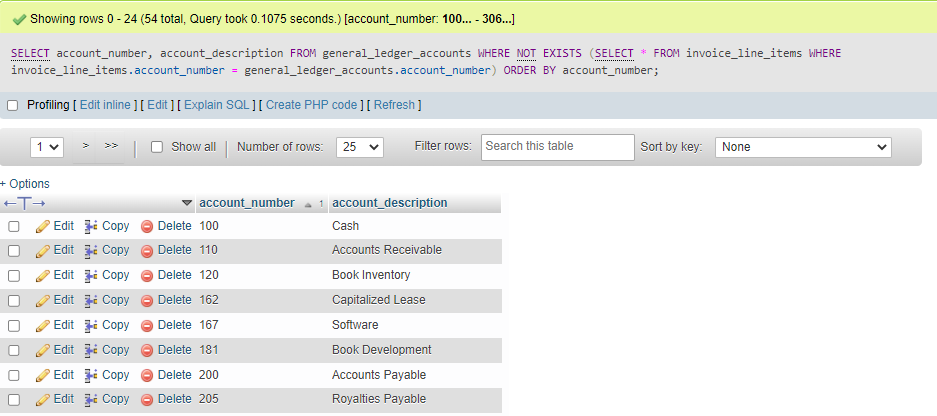 Showing rows 0 - 24 (54 total, Query took 0.1075 seconds.) [account_number: 100... - 306...]
SELECT account_number, account_description FROM general_ledger_accounts WHERE NOT EXISTS (SELECT * FROM invoice_line_items WHERE
invoice_line_items.account_number = general_ledger_accounts.account_number) ORDER BY account_number;
Profiling [ Edit inline ] [ Edit ] [ Explain SQL ] [ Create PHP code ] [ Refresh ]
1 > >> Show all Number of rows: 25 Filter rows: Search this table Sort by key: None
+ Options
←T→ account_number 1 account_description
Edit Copy Delete 100 Cash
Edit Copy Delete 110 Accounts Receivable
Edit Copy Delete 120 Book Inventory
Edit Copy Delete 162 Capitalized Lease
Edit Copy Delete 167 Software
Edit Copy Delete 181 Book Development
Edit Copy Delete 200 Accounts Payable
Edit Copy Delete 205 Royalties Payable